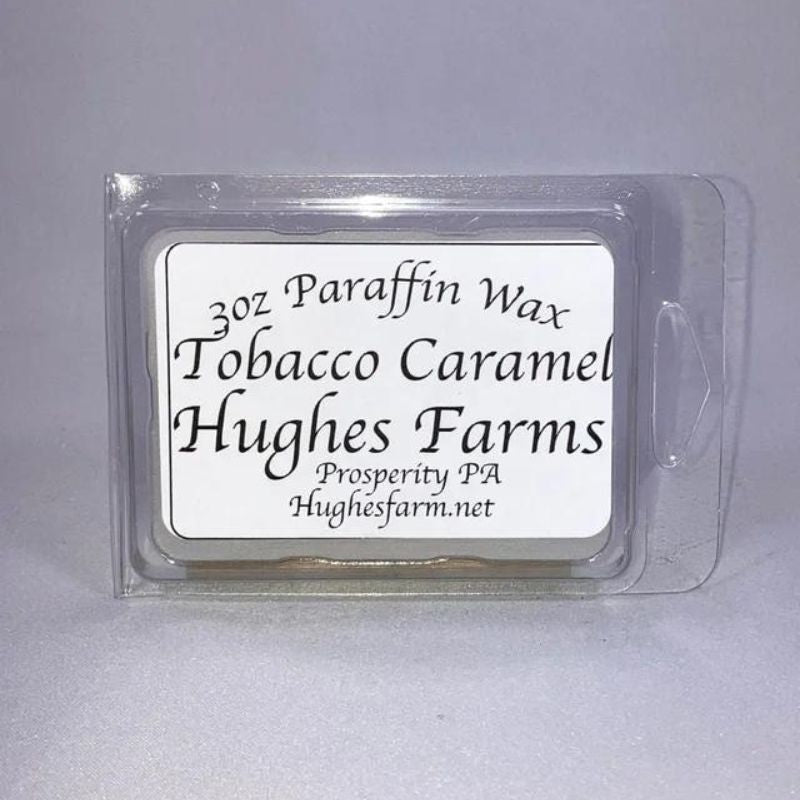 3oz Paraffin Wax
Tobacco Caramel
Hughes Farms
Prosperity PA
Hughesfarm.net